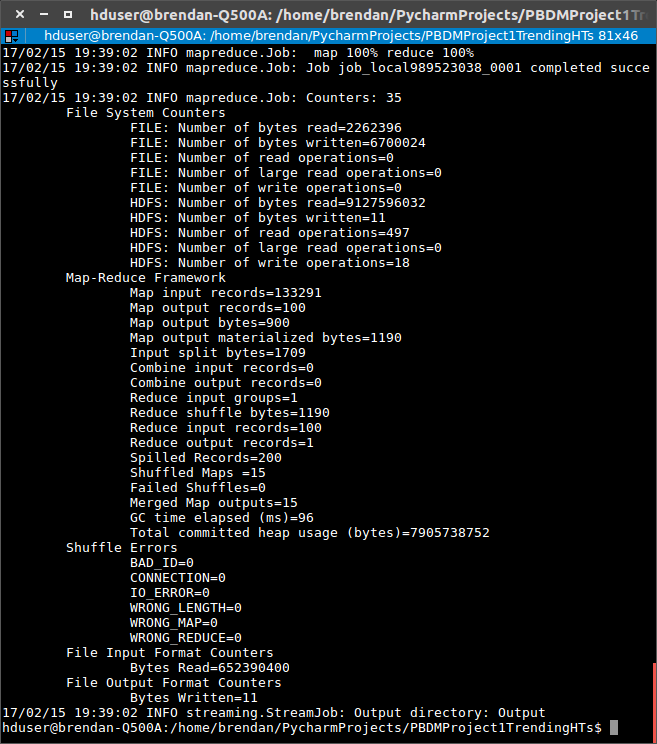 hduser@brendan-Q500A: /home/brendan/PycharmProjects/PBDMProject1Tre
hduser@brendan-Q500A: /home/brendan/PycharmProjects/PBDMProject1TrendingHTs 81x46
17/02/15 19:39:02 INFO mapreduce.Job:  map 100% reduce 100%
17/02/15 19:39:02 INFO mapreduce.Job: Job job_local989523038_0001 completed succe
ssfully
17/02/15 19:39:02 INFO mapreduce.Job: Counters: 35
File System Counters
FILE: Number of bytes read=2262396
FILE: Number of bytes written=6700024
FILE: Number of read operations=0
FILE: Number of large read operations=0
FILE: Number of write operations=0
HDFS: Number of bytes read=9127596032
HDFS: Number of bytes written=11
HDFS: Number of read operations=497
HDFS: Number of large read operations=0
HDFS: Number of write operations=18
Map-Reduce Framework
Map input records=133291
Map output records=100
Map output bytes=900
Map output materialized bytes=1190
Input split bytes=1709
Combine input records=0
Combine output records=0
Reduce input groups=1
Reduce shuffle bytes=1190
Reduce input records=100
Reduce output records=1
Spilled Records=200
Shuffled Maps =15
Failed Shuffles=0
Merged Map outputs=15
GC time elapsed (ms)=96
Total committed heap usage (bytes)=7905738752
Shuffle Errors
BAD_ID=0
CONNECTION=0
IO_ERROR=0
WRONG_LENGTH=0
WRONG_MAP=0
WRONG_REDUCE=0
File Input Format Counters
Bytes Read=652390400
File Output Format Counters
Bytes Written=11
17/02/15 19:39:02 INFO streaming.StreamJob: Output directory: Output
hduser@brendan-Q500A:/home/brendan/PycharmProjects/PBDMProject1TrendingHTs$